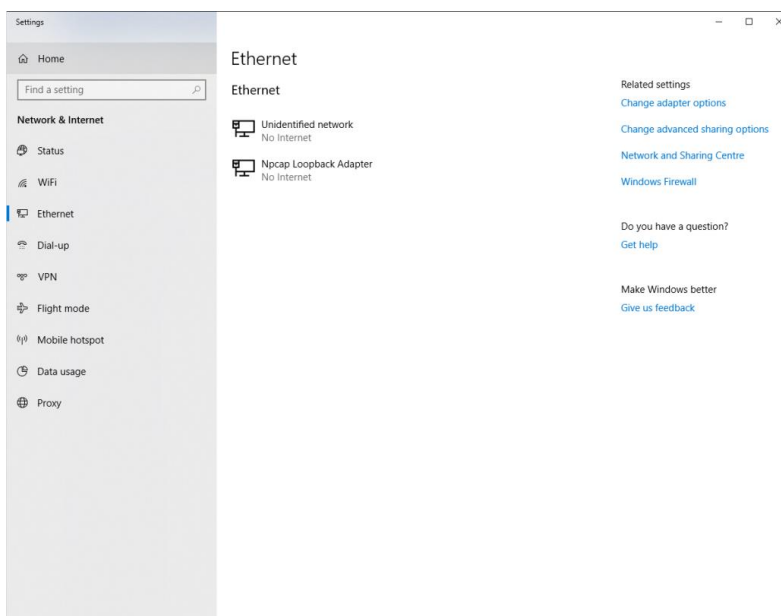 Settings
Home
Find a setting
Network & Internet
Status
WiFi
Ethernet
Dial-up
VPN
Flight mode
Mobile hotspot
Data usage
Proxy
Ethernet
Ethernet
Unidentified network
No Internet
Npcap Loopback Adapter
No Internet
Related settings
Change adapter options
Change advanced sharing options
Network and Sharing Centre
Windows Firewall
Do you have a question?
Get help
Make Windows better
Give us feedback